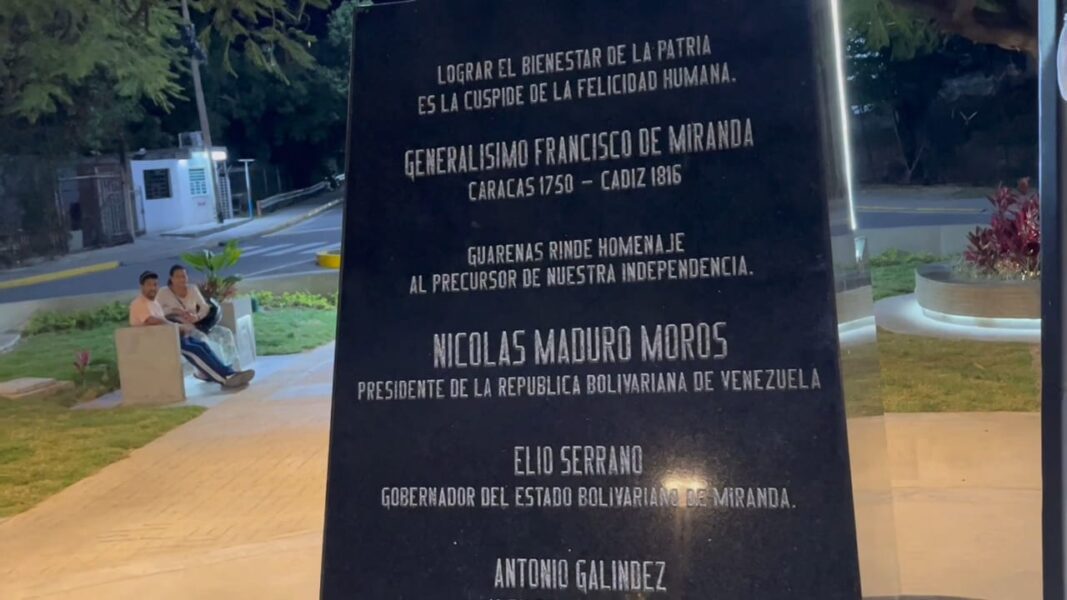 LOGRAR EL BIENESTAR DE LA PATRIA
ES LA CUSPIDE DE LA FELICIDAD HUMANA.
GENERALISIMO FRANCISCO DE MIRANDA
CARACAS 1750 – CADIZ 1816
GUARENAS RINDE HOMENAJE
AL PRECURSOR DE NUESTRA INDEPENDENCIA.
NICOLAS MADURO MOROS
PRESIDENTE DE LA REPUBLICA BOLIVARIANA DE VENEZUELA
ELIO SERRANO
GOBERNADOR DEL ESTADO BOLIVARIANO DE MIRANDA.
ANTONIO GALINDEZ